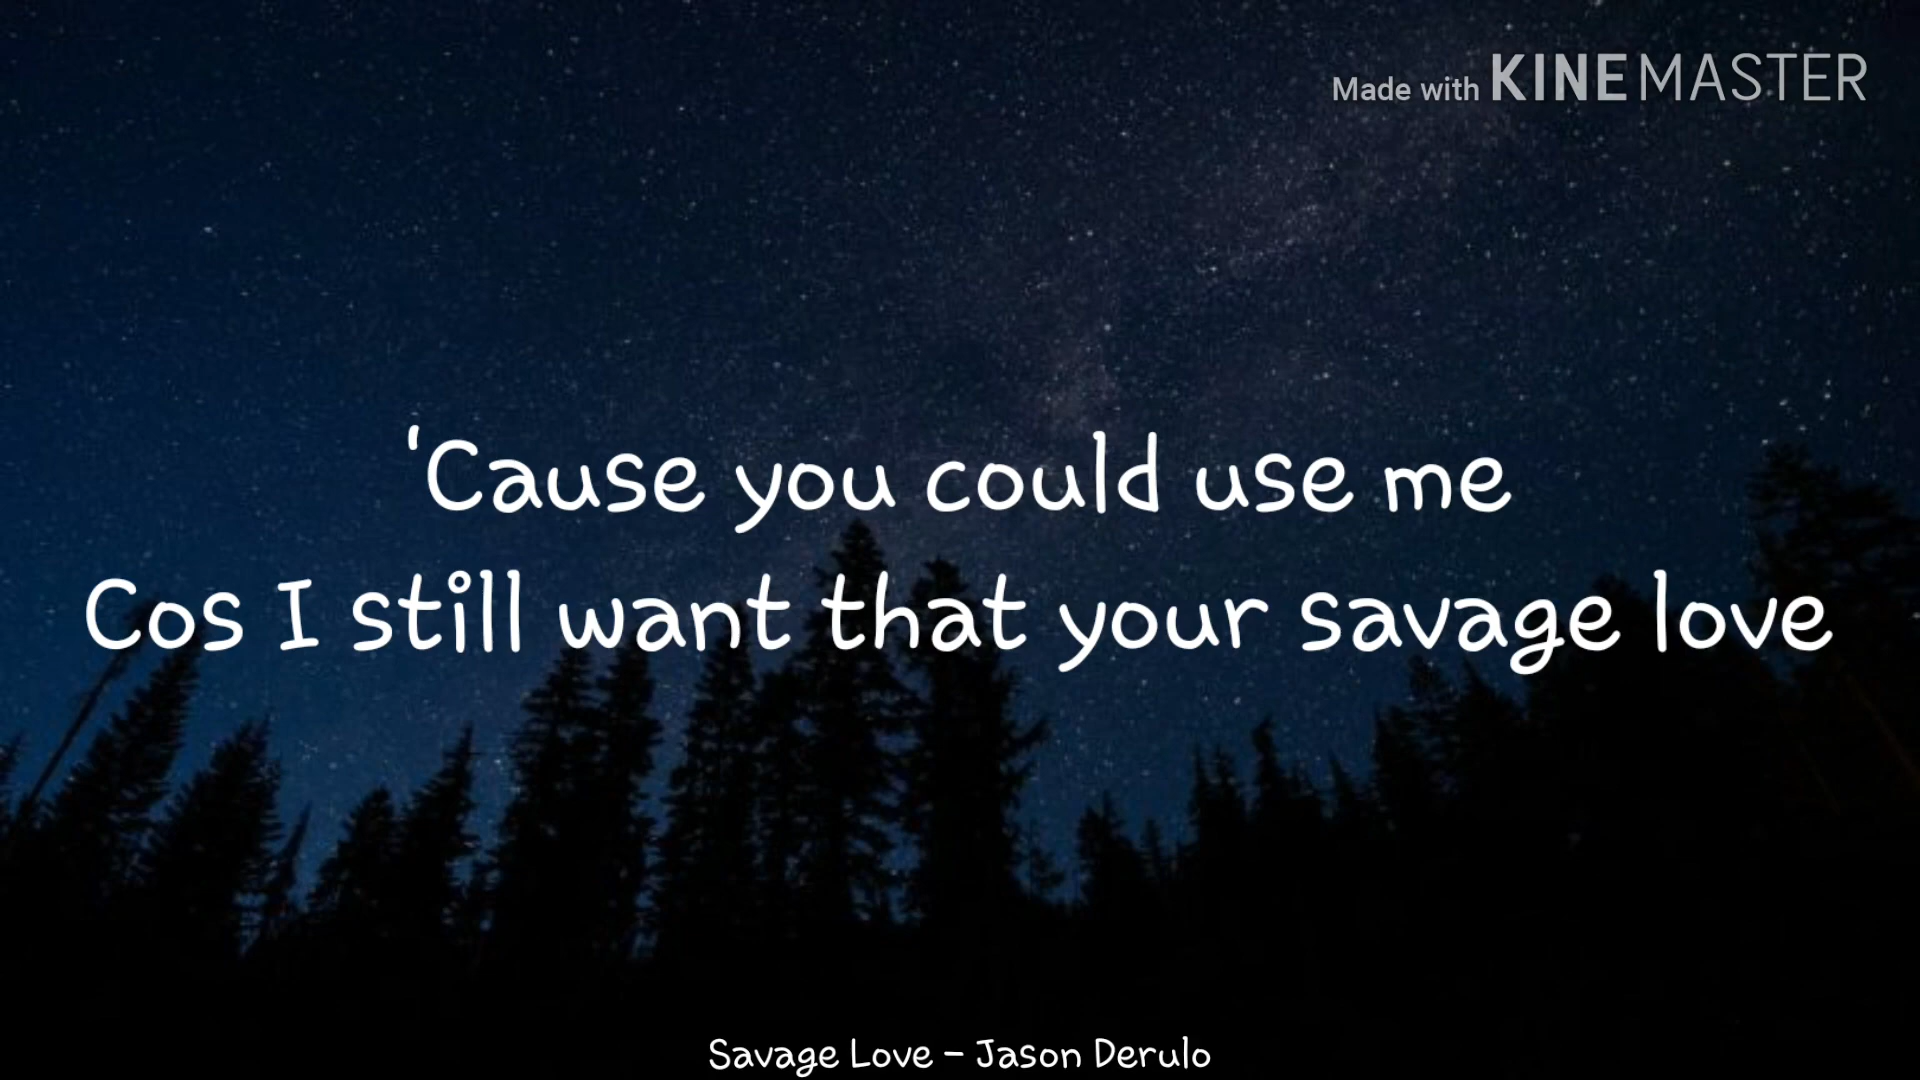 Made with KINEMASTER
'Cause you could use me
Cos I still want that your savage love
Savage Love - Jason Derulo